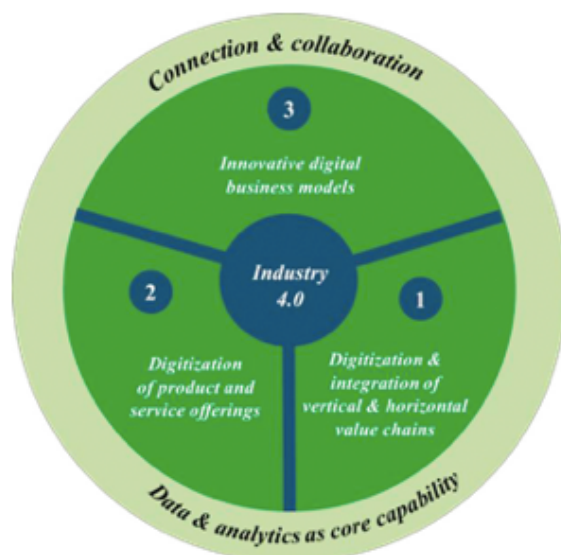 Connection & collaboration
3
Innovative digital
business models
Industry
4.0
2
Digitization
of product and
service offerings
1
Digitization &
integration of
vertical & horizontal
value chains
Data & analytics as core capability